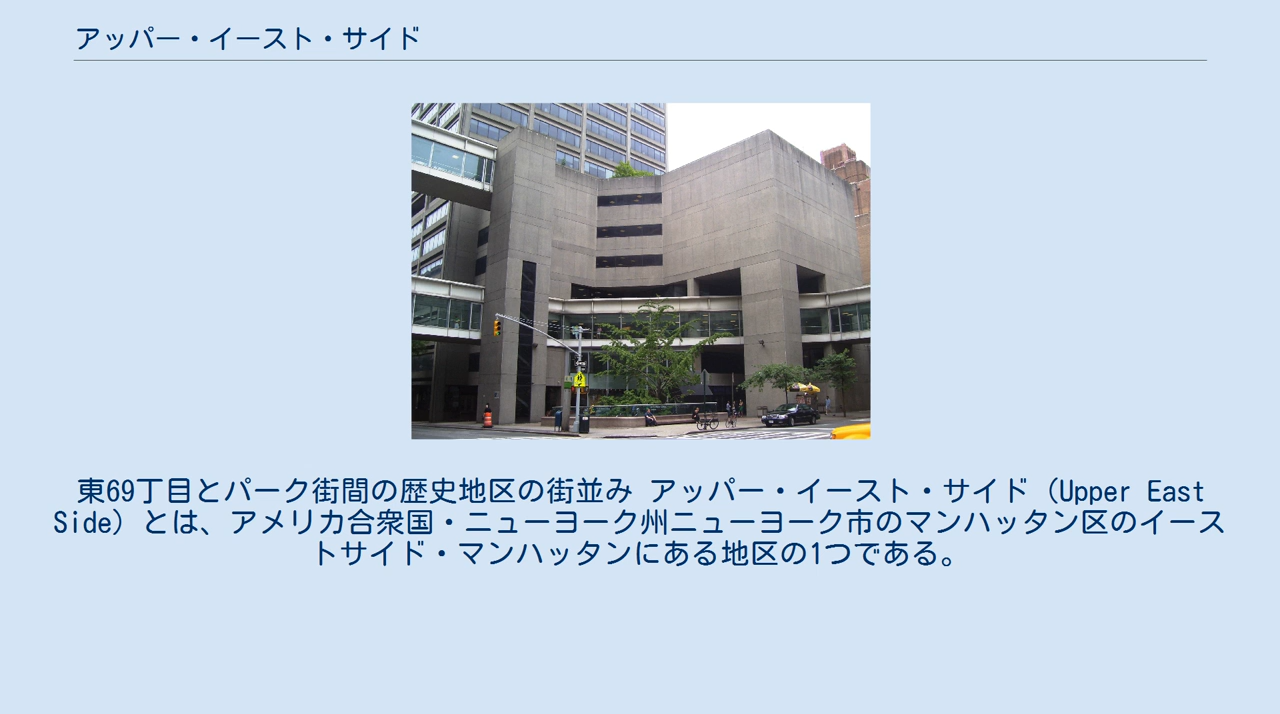 アッパー・イースト・サイド
東69丁目とパーク街間の歴史地区の街並み アッパー・イースト・サイド（Upper East
Side）とは、アメリカ合衆国・ニューヨーク州ニューヨーク市のマンハッタン区のイース
トサイド・マンハッタンにある地区の1つである。